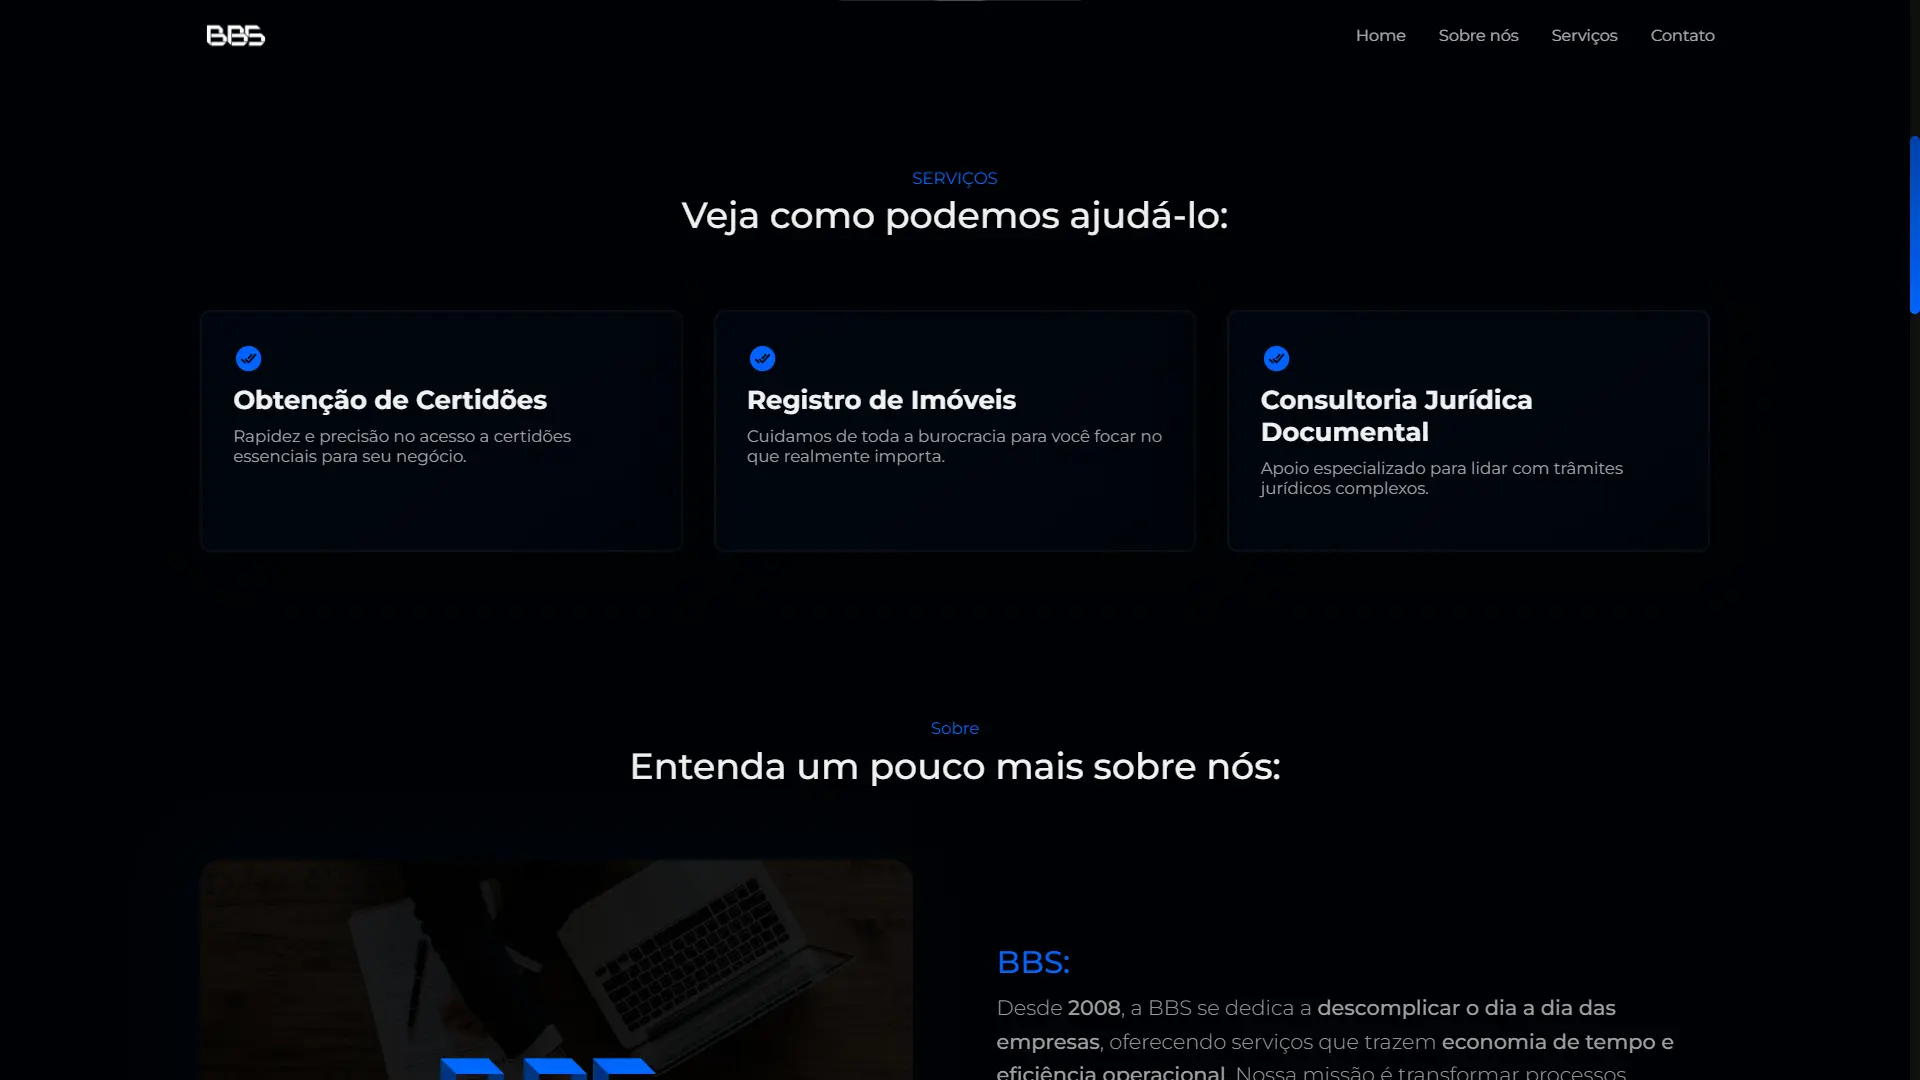 BBS
Home Sobre nós Serviços Contato
SERVIÇOS
Veja como podemos ajudá-lo:
Obtenção de Certidões
Rapidez e precisão no acesso a certidões
essenciais para seu negócio.
Registro de Imóveis
Cuidamos de toda a burocracia para você focar no
que realmente importa.
Consultoria Jurídica
Documental
Apoio especializado para lidar com trâmites
jurídicos complexos.
Sobre
Entenda um pouco mais sobre nós:
BBS:
Desde 2008, a BBS se dedica a descomplicar o dia a dia das
empresas, oferecendo serviços que trazem economia de tempo e
eficiência operacional. Nossa missão é transformar processos